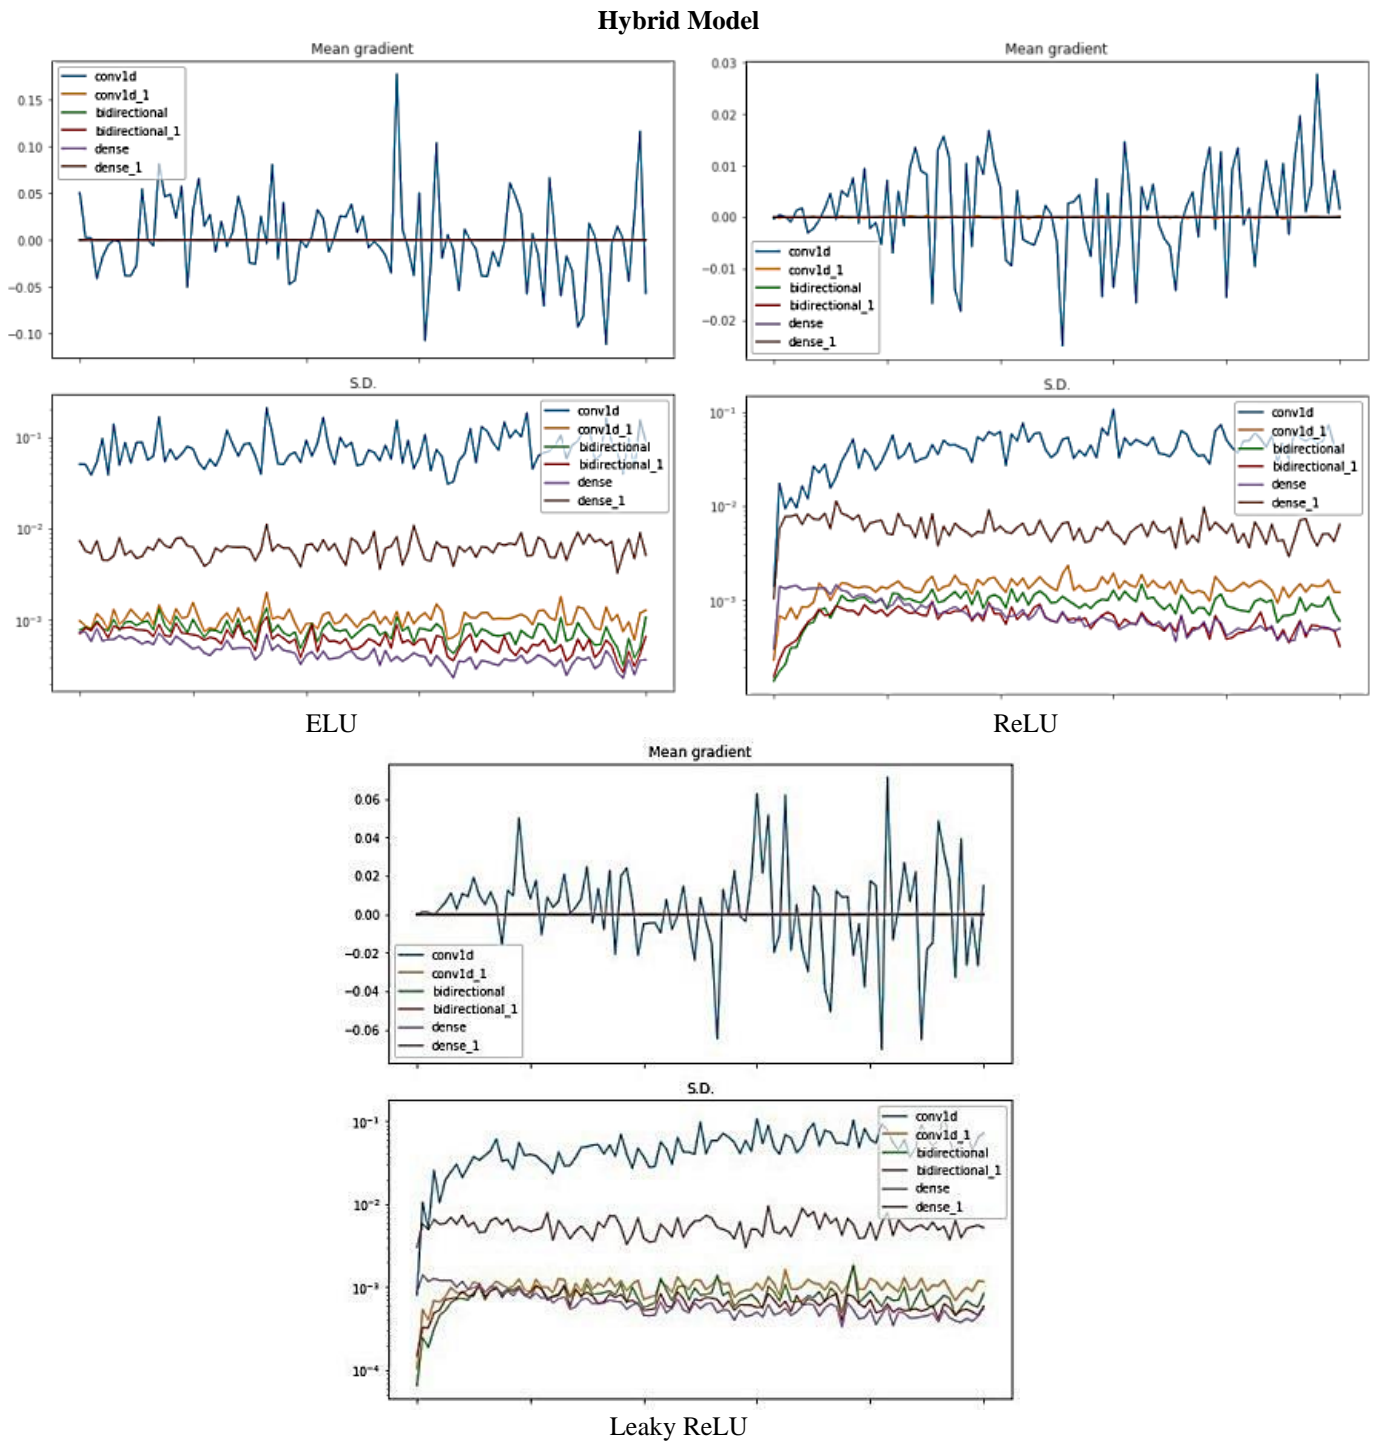 Hybrid Model
Mean gradient
0.15
0.10
0.05
0.00
−0.05
−0.10
conv1d
conv1d_1
bidirectional
bidirectional_1
dense
dense_1
Mean gradient
0.03
0.02
0.01
0.00
−0.01
−0.02
conv1d
conv1d_1
bidirectional
bidirectional_1
dense
dense_1
S.D.
10⁻¹
10⁻²
10⁻³
conv1d
conv1d_1
bidirectional
bidirectional_1
dense
dense_1
S.D.
10⁻¹
10⁻²
10⁻³
conv1d
conv1d_1
bidirectional
bidirectional_1
dense
dense_1
ELU
ReLU
Mean gradient
0.06
0.04
0.02
0.00
−0.02
−0.04
−0.06
conv1d
conv1d_1
bidirectional
bidirectional_1
dense
dense_1
S.D.
10⁻¹
10⁻²
10⁻³
10⁻⁴
conv1d
conv1d_1
bidirectional
bidirectional_1
dense
dense_1
Leaky ReLU